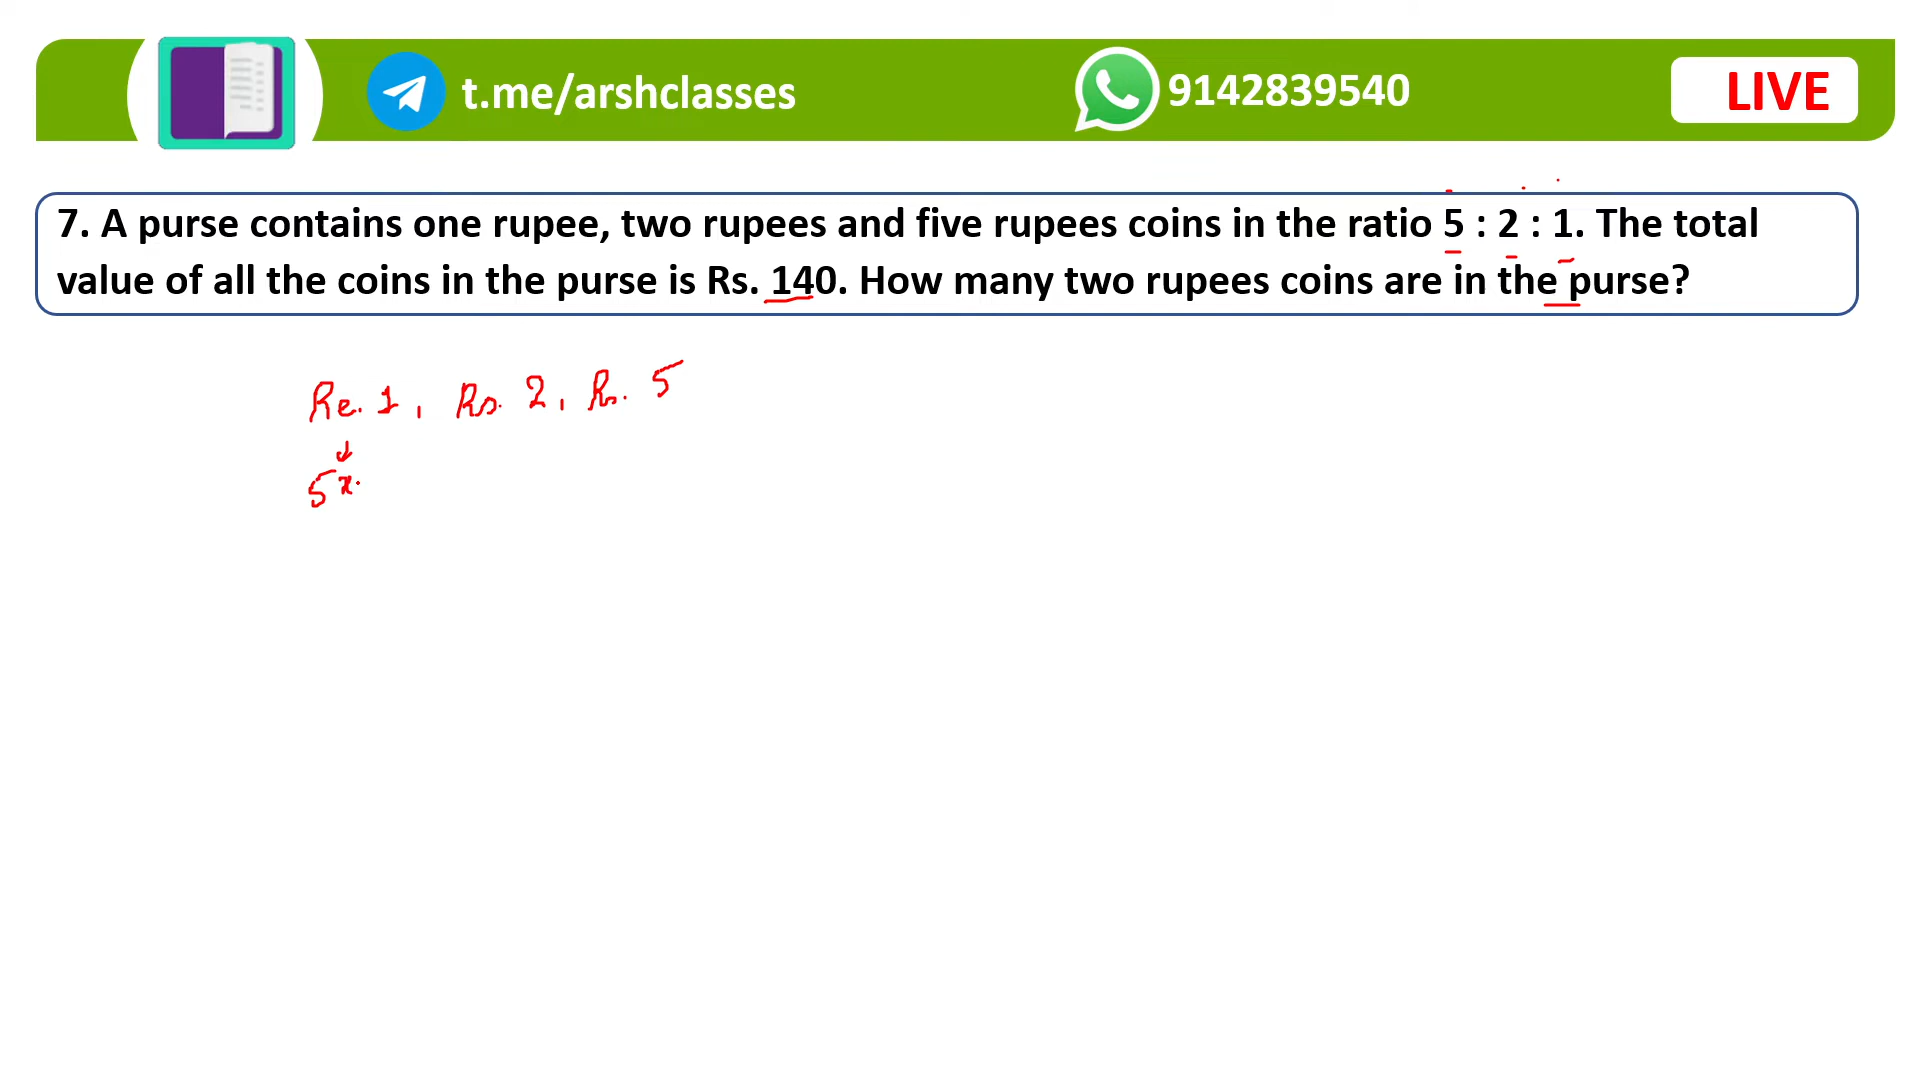 t.me/arshclasses 9142839540 LIVE
7. A purse contains one rupee, two rupees and five rupees coins in the ratio 5 : 2 : 1. The total
value of all the coins in the purse is Rs. 140. How many two rupees coins are in the purse?
Re. 1, Rs. 2, Rs. 5
↓
5x